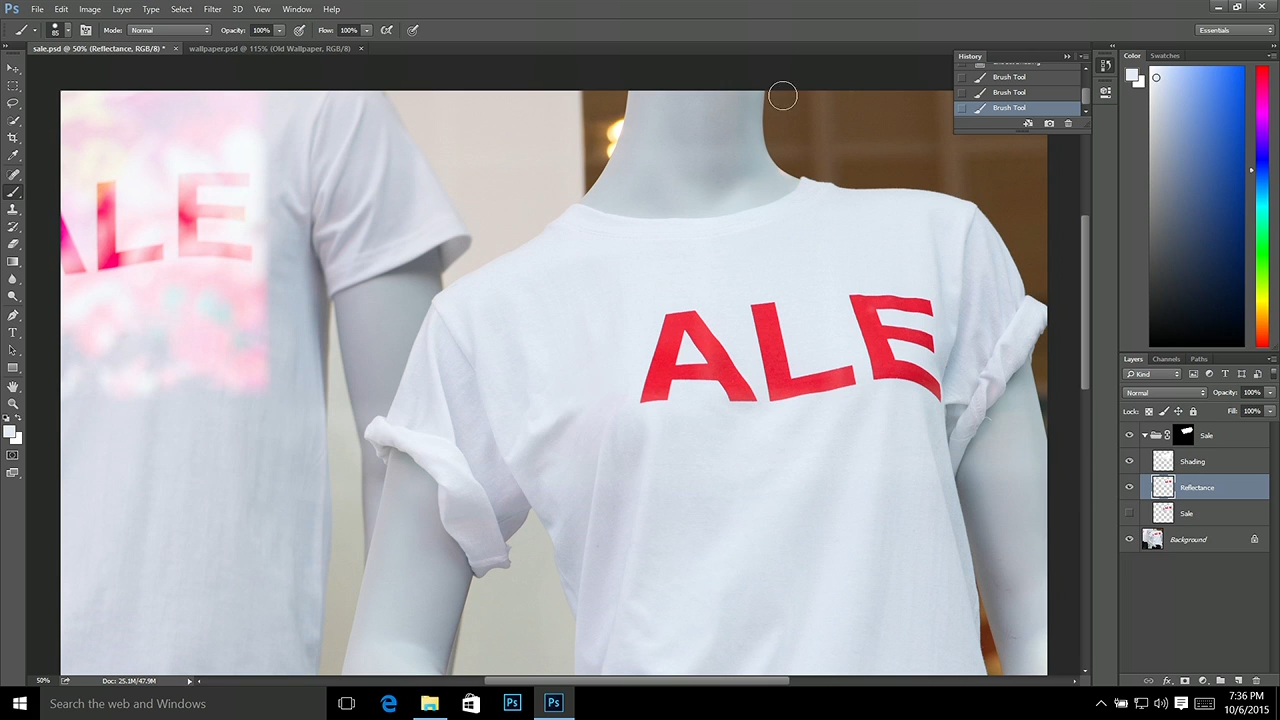 Ps File Edit Image Layer Type Select Filter 3D View Window Help
85 Mode: Normal Opacity: 100% Flow: 100% Essentials
sale.psd @ 50% (Reflectance, RGB/8) * × wallpaper.psd @ 115% (Old Wallpaper, RGB/8) ×
History
Brush Tool
Brush Tool
Brush Tool
Color Swatches
ALE
ALE
Layers Channels Paths
Kind
Normal Opacity: 100%
Lock: Fill: 100%
Sale
Shading
Reflectance
Sale
Background
50% Doc: 25.1M/47.9M
Search the web and Windows
7:36 PM
10/6/2015